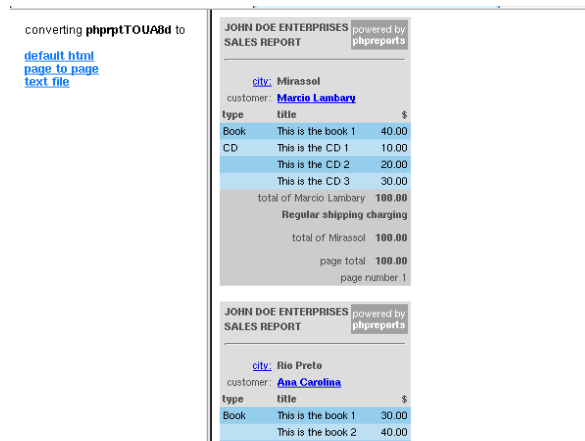 converting phprptTOUA8d to
default html
page to page
text file
JOHN DOE ENTERPRISES powered by
SALES REPORT phpreports
city: Mirassol
customer: Marcio Lambary
type title $
Book This is the book 1 40.00
CD This is the CD 1 10.00
This is the CD 2 20.00
This is the CD 3 30.00
total of Marcio Lambary 100.00
Regular shipping charging
total of Mirassol 100.00
page total 100.00
page number 1
JOHN DOE ENTERPRISES powered by
SALES REPORT phpreports
city: Rio Preto
customer: Ana Carolina
type title $
Book This is the book 1 30.00
This is the book 2 40.00